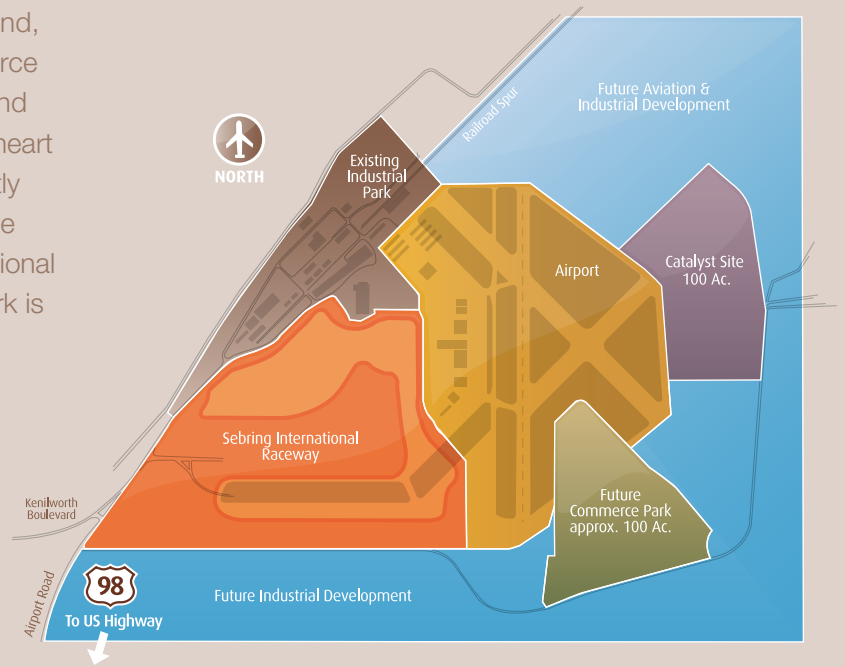 nd,
rce
nd
heart
tly
e
ional
rk is
NORTH
Existing
Industrial
Park
Railroad Spur
Future Aviation &
Industrial Development
Airport
Catalyst Site
100 Ac.
Sebring International
Raceway
Future
Commerce Park
approx. 100 Ac.
Kenilworth
Boulevard
Airport Road
98
To US Highway
Future Industrial Development